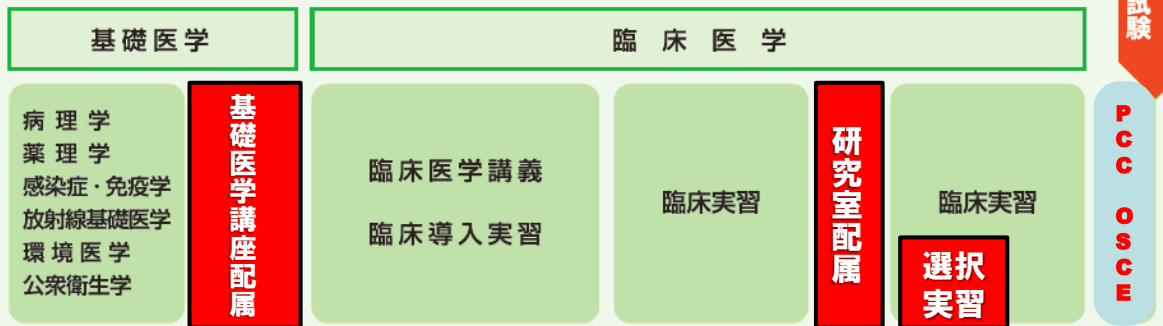 基礎医学
臨床医学
試験
病理学
薬理学
感染症・免疫学
放射線基礎医学
環境医学
公衆衛生学
基礎医学講座配属
臨床医学講義
臨床導入実習
臨床実習
研究室配属
臨床実習
選択
実習
PCC OSCE